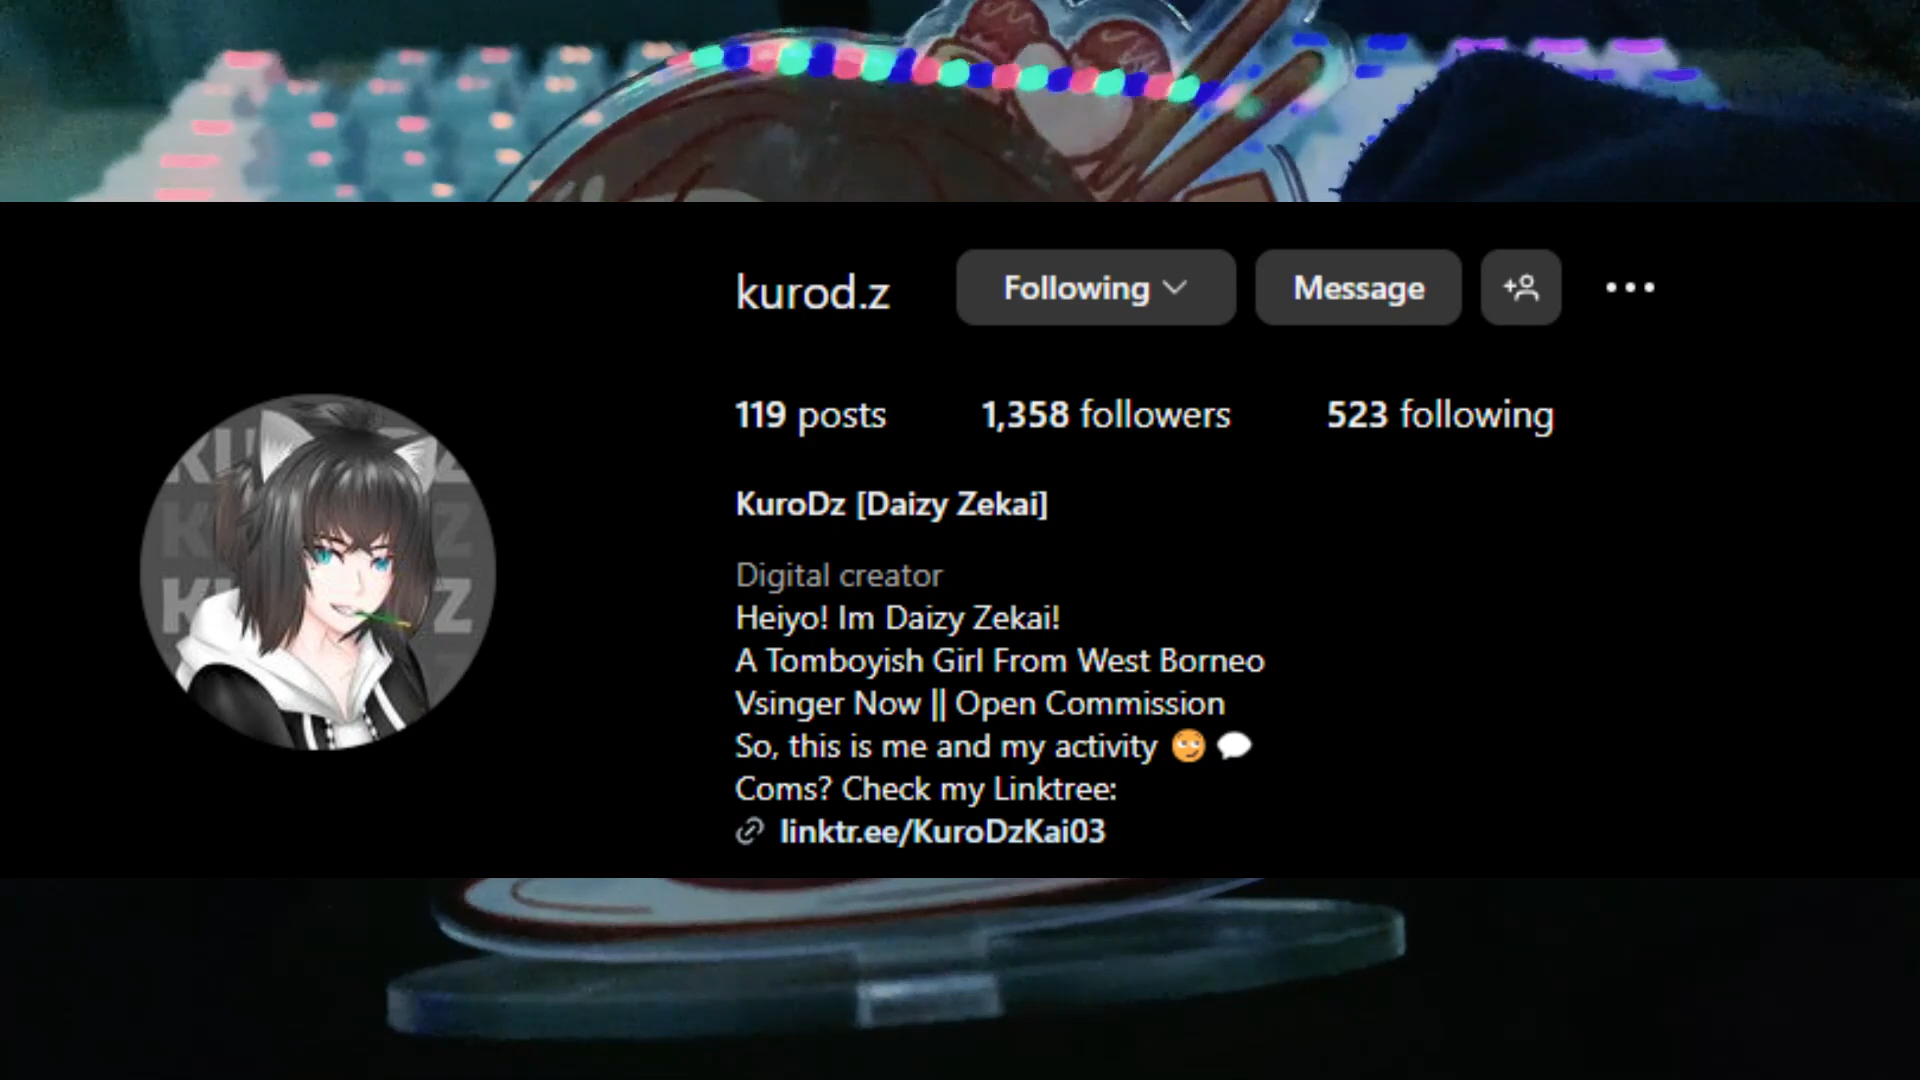 kurod.z Following Message
119 posts 1,358 followers 523 following
KuroDz [Daizy Zekai]
Digital creator
Heiyo! Im Daizy Zekai!
A Tomboyish Girl From West Borneo
Vsinger Now || Open Commission
So, this is me and my activity 🙄 💬
Coms? Check my Linktree:
linktr.ee/KuroDzKai03